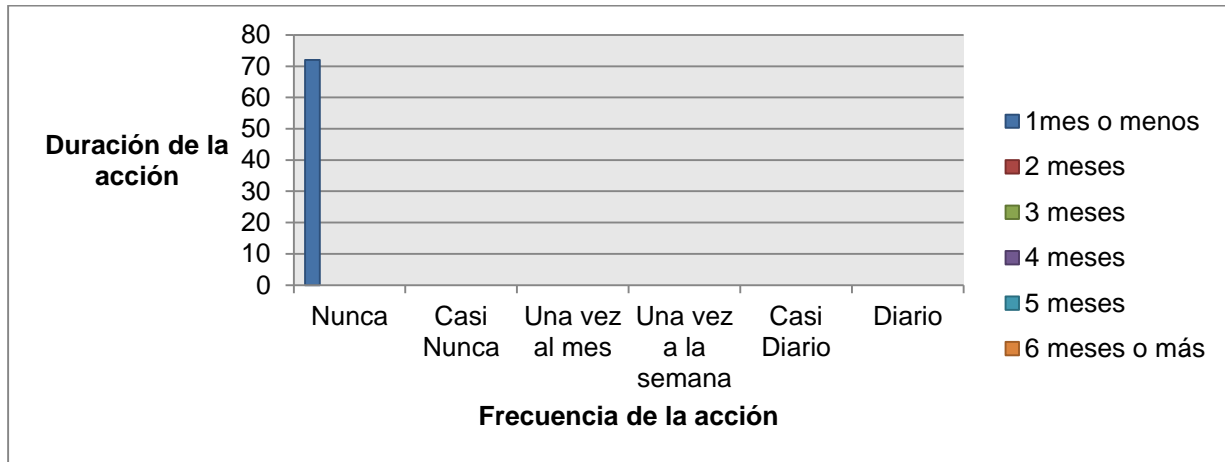 80
70
60
50
40
30
20
10
0
Duración de la
acción
Nunca
Casi
Nunca
Una vez
al mes
Una vez
a la
semana
Casi
Diario
Diario
Frecuencia de la acción
1mes o menos
2 meses
3 meses
4 meses
5 meses
6 meses o más